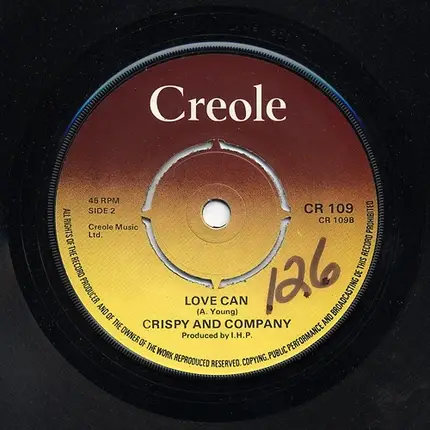 Creole
45 RPM
SIDE 2
Creole Music
Ltd.
CR 109
CR 109B
126
LOVE CAN
(A. Young)
CRISPY AND COMPANY
Produced by I.H.P.
ALL RIGHTS OF THE RECORD PRODUCER AND OF THE OWNER OF THE WORK REPRODUCED RESERVED. COPYING, PUBLIC PERFORMANCE AND BROADCASTING OF THIS RECORD PROHIBITED